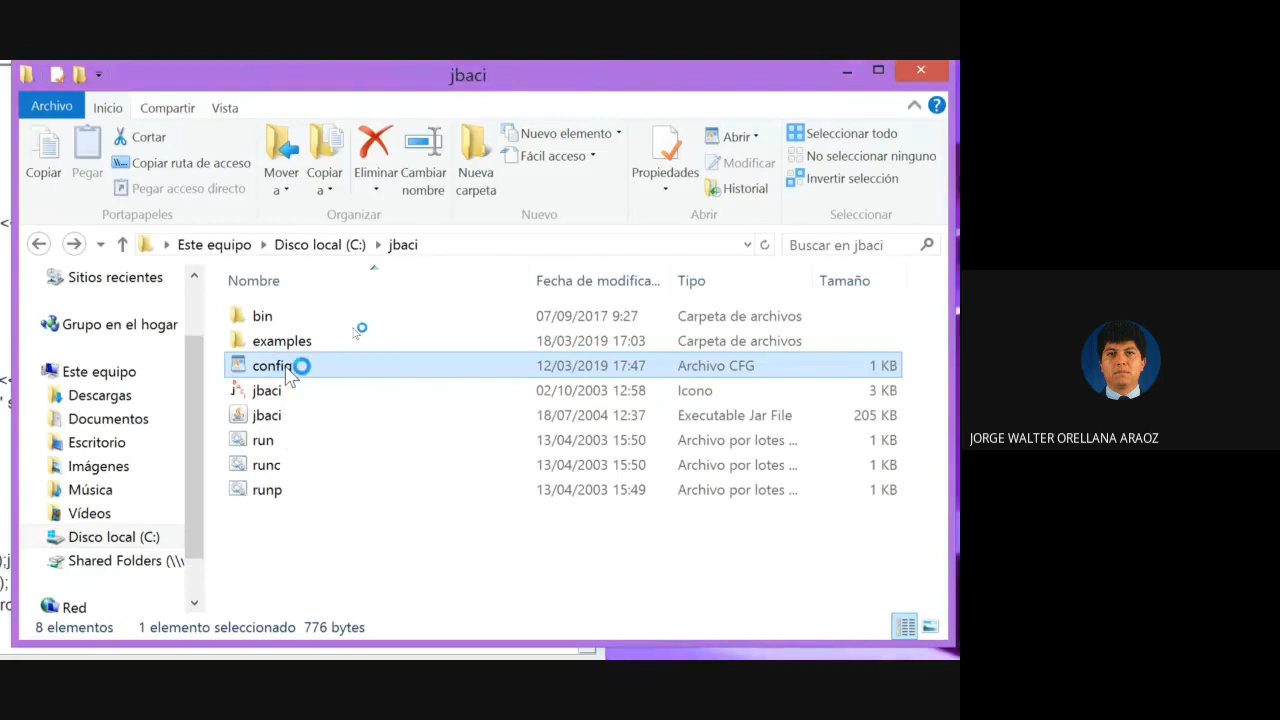 jbaci
Archivo
Inicio
Compartir
Vista
Copiar
Pegar
Cortar
Copiar ruta de acceso
Pegar acceso directo
Portapapeles
Mover a
Copiar a
Eliminar
Cambiar nombre
Organizar
Nueva carpeta
Nuevo elemento
Fácil acceso
Nuevo
Propiedades
Abrir
Modificar
Historial
Abrir
Seleccionar todo
No seleccionar ninguno
Invertir selección
Seleccionar
Este equipo Disco local (C:) jbaci
Buscar en jbaci
Sitios recientes
Grupo en el hogar
Este equipo
Descargas
Documentos
Escritorio
Imágenes
Música
Vídeos
Disco local (C:)
Shared Folders (\\v
Red
Nombre Fecha de modifica... Tipo Tamaño
bin 07/09/2017 9:27 Carpeta de archivos
examples 18/03/2019 17:03 Carpeta de archivos
config 12/03/2019 17:47 Archivo CFG 1 KB
jbaci 02/10/2003 12:58 Icono 3 KB
jbaci 18/07/2004 12:37 Executable Jar File 205 KB
run 13/04/2003 15:50 Archivo por lotes ... 1 KB
runc 13/04/2003 15:50 Archivo por lotes ... 1 KB
runp 13/04/2003 15:49 Archivo por lotes ... 1 KB
8 elementos 1 elemento seleccionado 776 bytes
JORGE WALTER ORELLANA ARAOZ